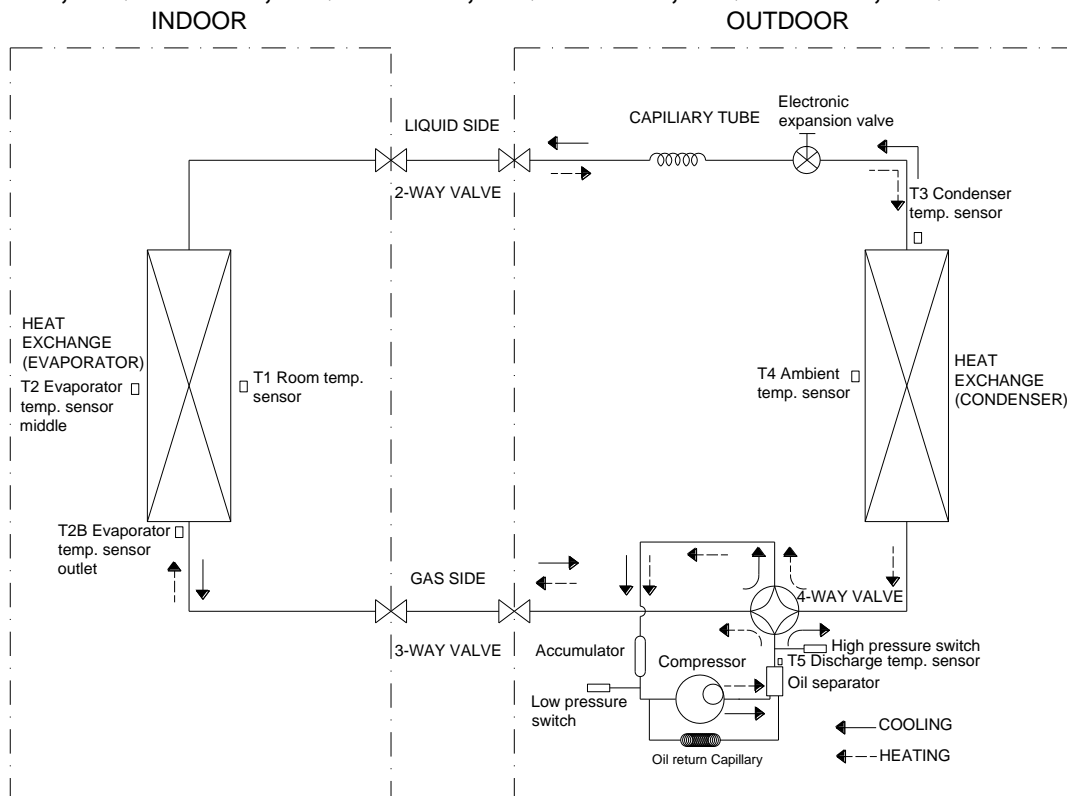 INDOOR
OUTDOOR
LIQUID SIDE
CAPILIARY TUBE
Electronic
expansion valve
2-WAY VALVE
T3 Condenser
temp. sensor
HEAT
EXCHANGE
(EVAPORATOR)
T2 Evaporator
temp. sensor
middle
T1 Room temp.
sensor
T4 Ambient
temp. sensor
HEAT
EXCHANGE
(CONDENSER)
T2B Evaporator
temp. sensor
outlet
GAS SIDE
4-WAY VALVE
3-WAY VALVE
Accumulator
Compressor
High pressure switch
T5 Discharge temp. sensor
Oil separator
Low pressure
switch
Oil return Capillary
COOLING
HEATING